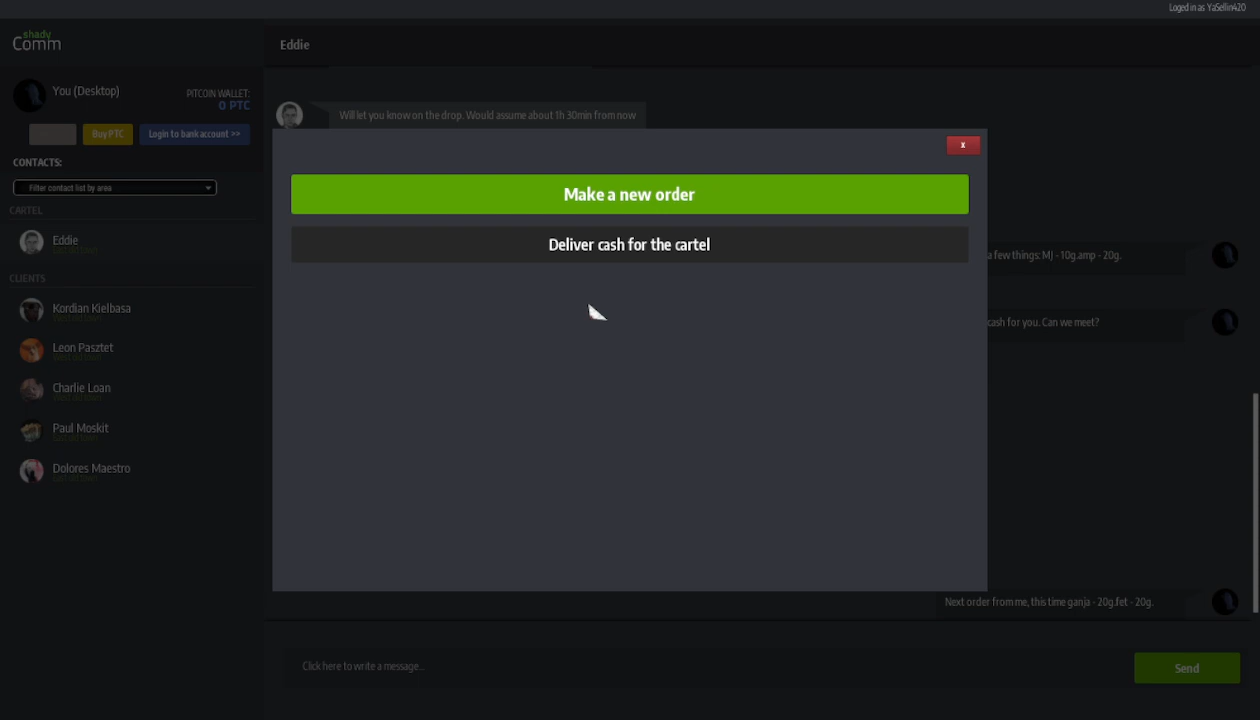 Loged in as YaSellin420
shady
Comm
Eddie
You (Desktop)
PITCOIN WALLET:
0 PTC
Will let you know on the drop. Would assume about 1h 30min from now
Buy PTC
Login to bank account >>
x
CONTACTS:
Filter contact list by area
Make a new order
CARTEL
Eddie
Deliver cash for the cartel
a few things: MJ - 10g.amp - 20g.
CLIENTS
Kordian Kielbasa
cash for you. Can we meet?
Leon Pasztet
Charlie Loan
Paul Moskit
Dolores Maestro
Next order from me, this time ganja - 20g.fet - 20g.
Click here to write a message...
Send